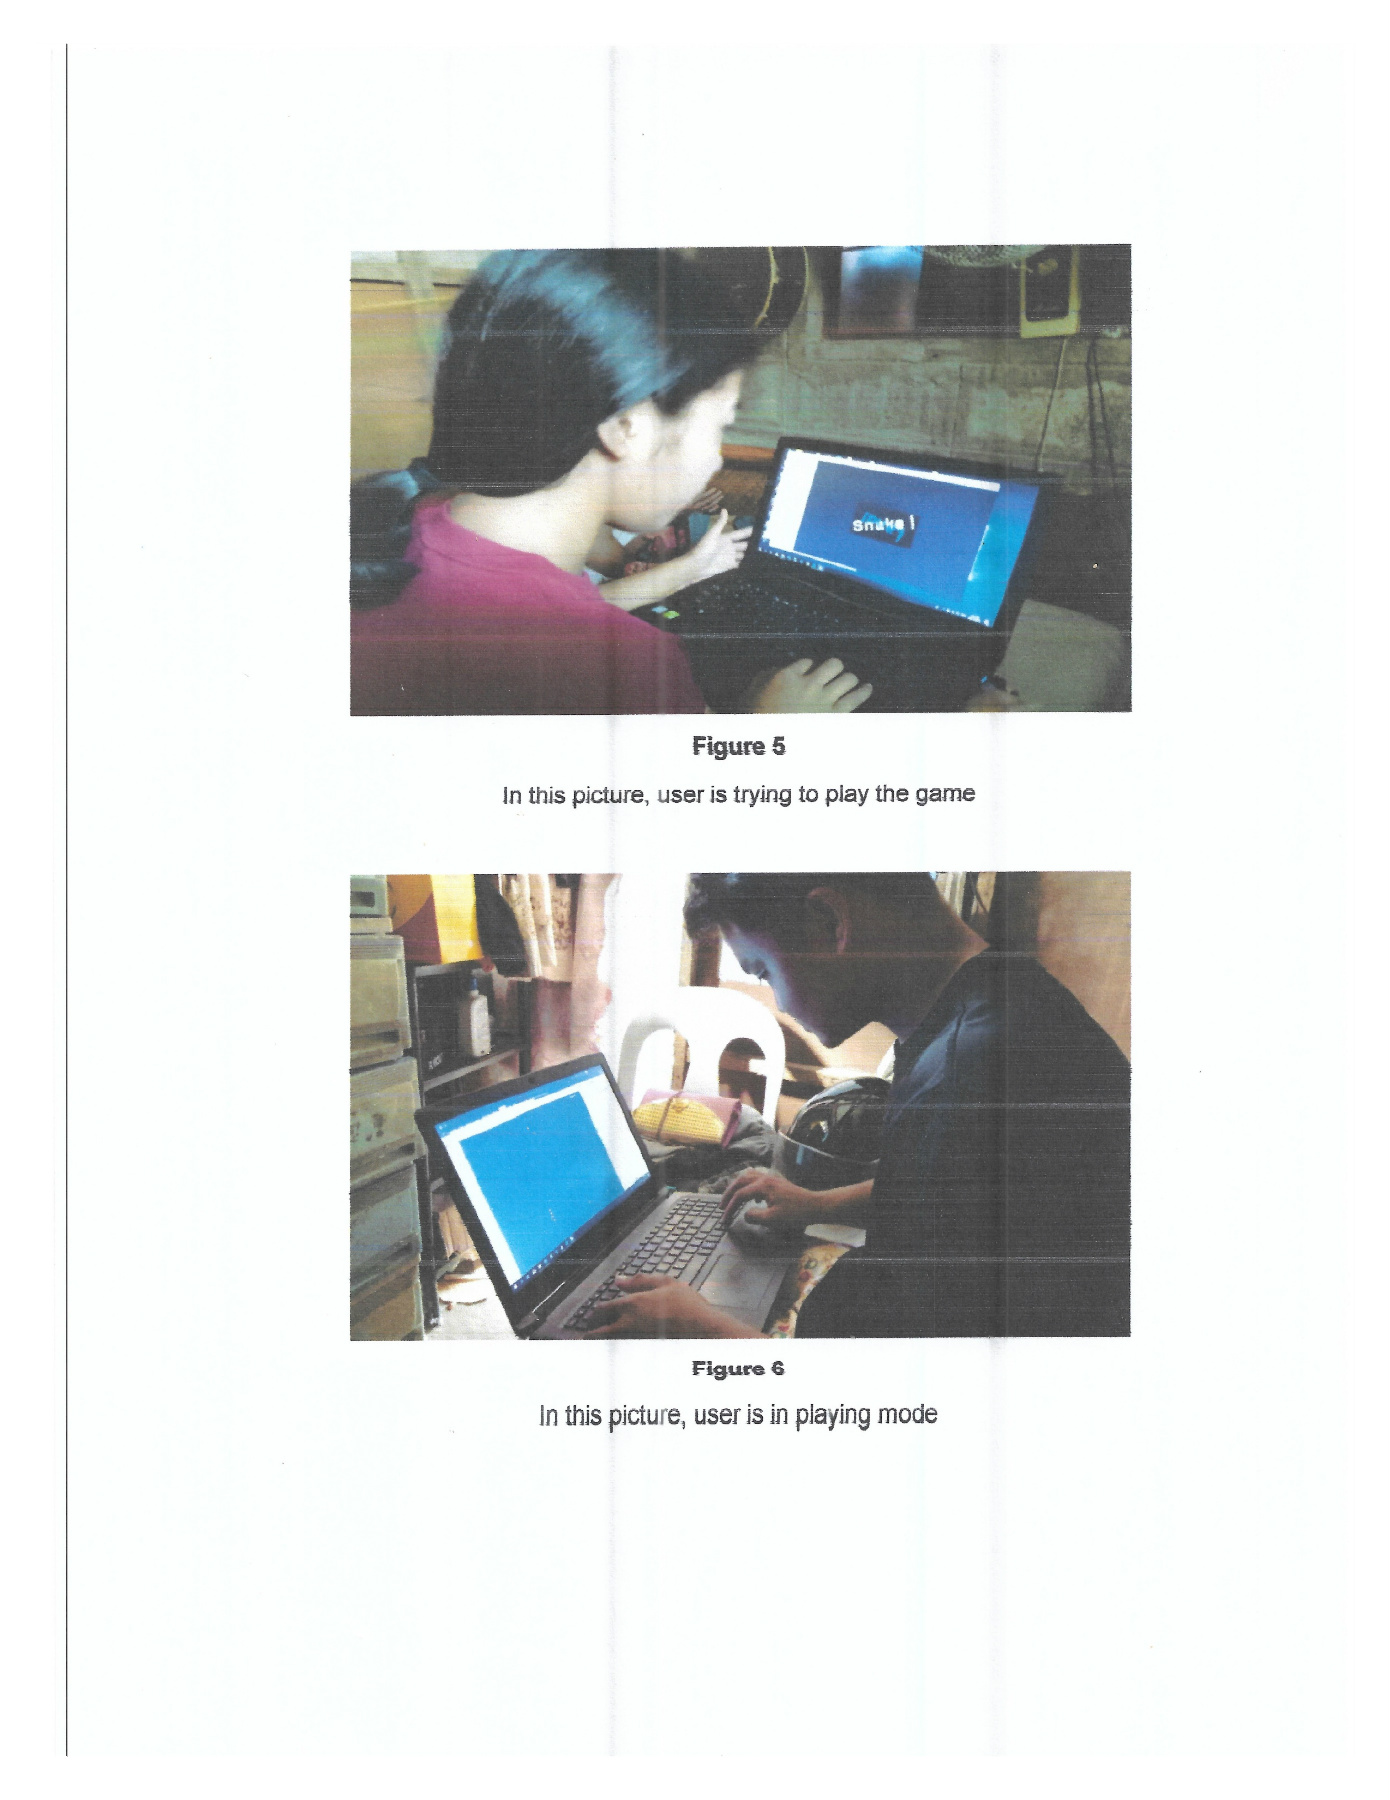 Snake!
Figure 5
In this picture, user is trying to play the game
Figure 6
In this picture, user is in playing mode